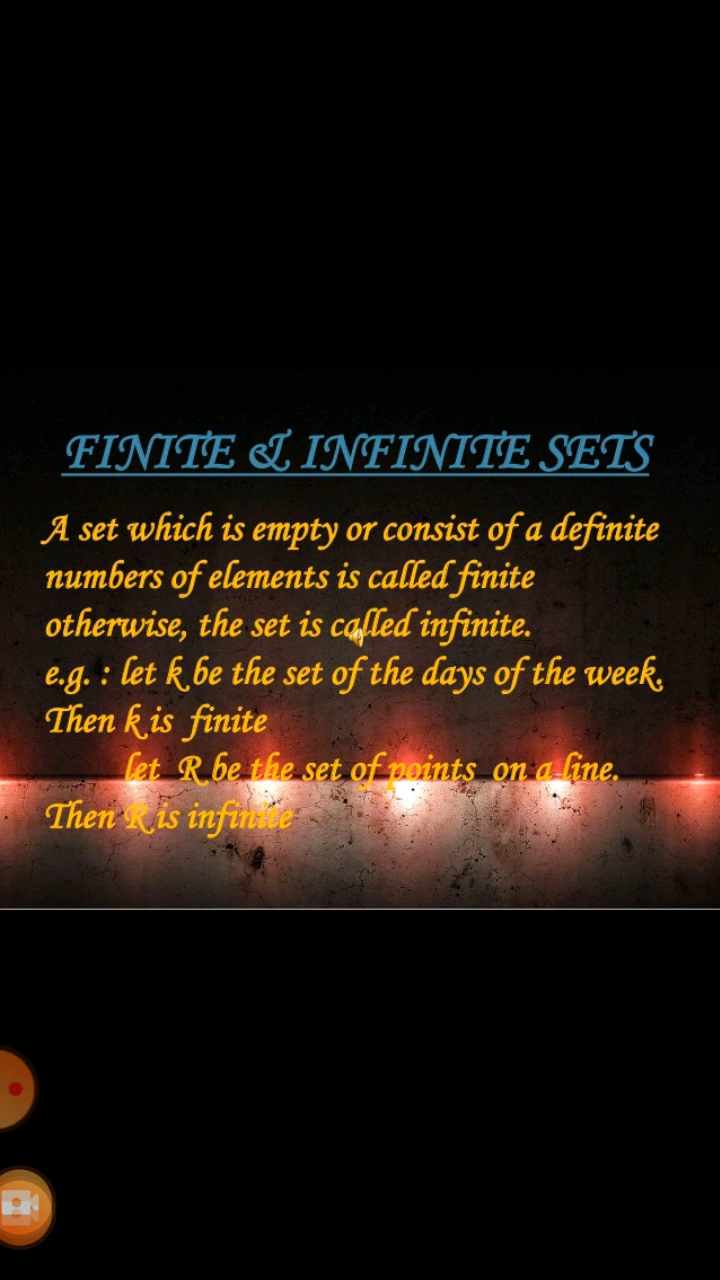 FINITE & INFINITE SETS
A set which is empty or consist of a definite
numbers of elements is called finite
otherwise, the set is called infinite.
e.g. : let k be the set of the days of the week.
Then k is finite
let R be the set of points on a line.
Then R is infinite